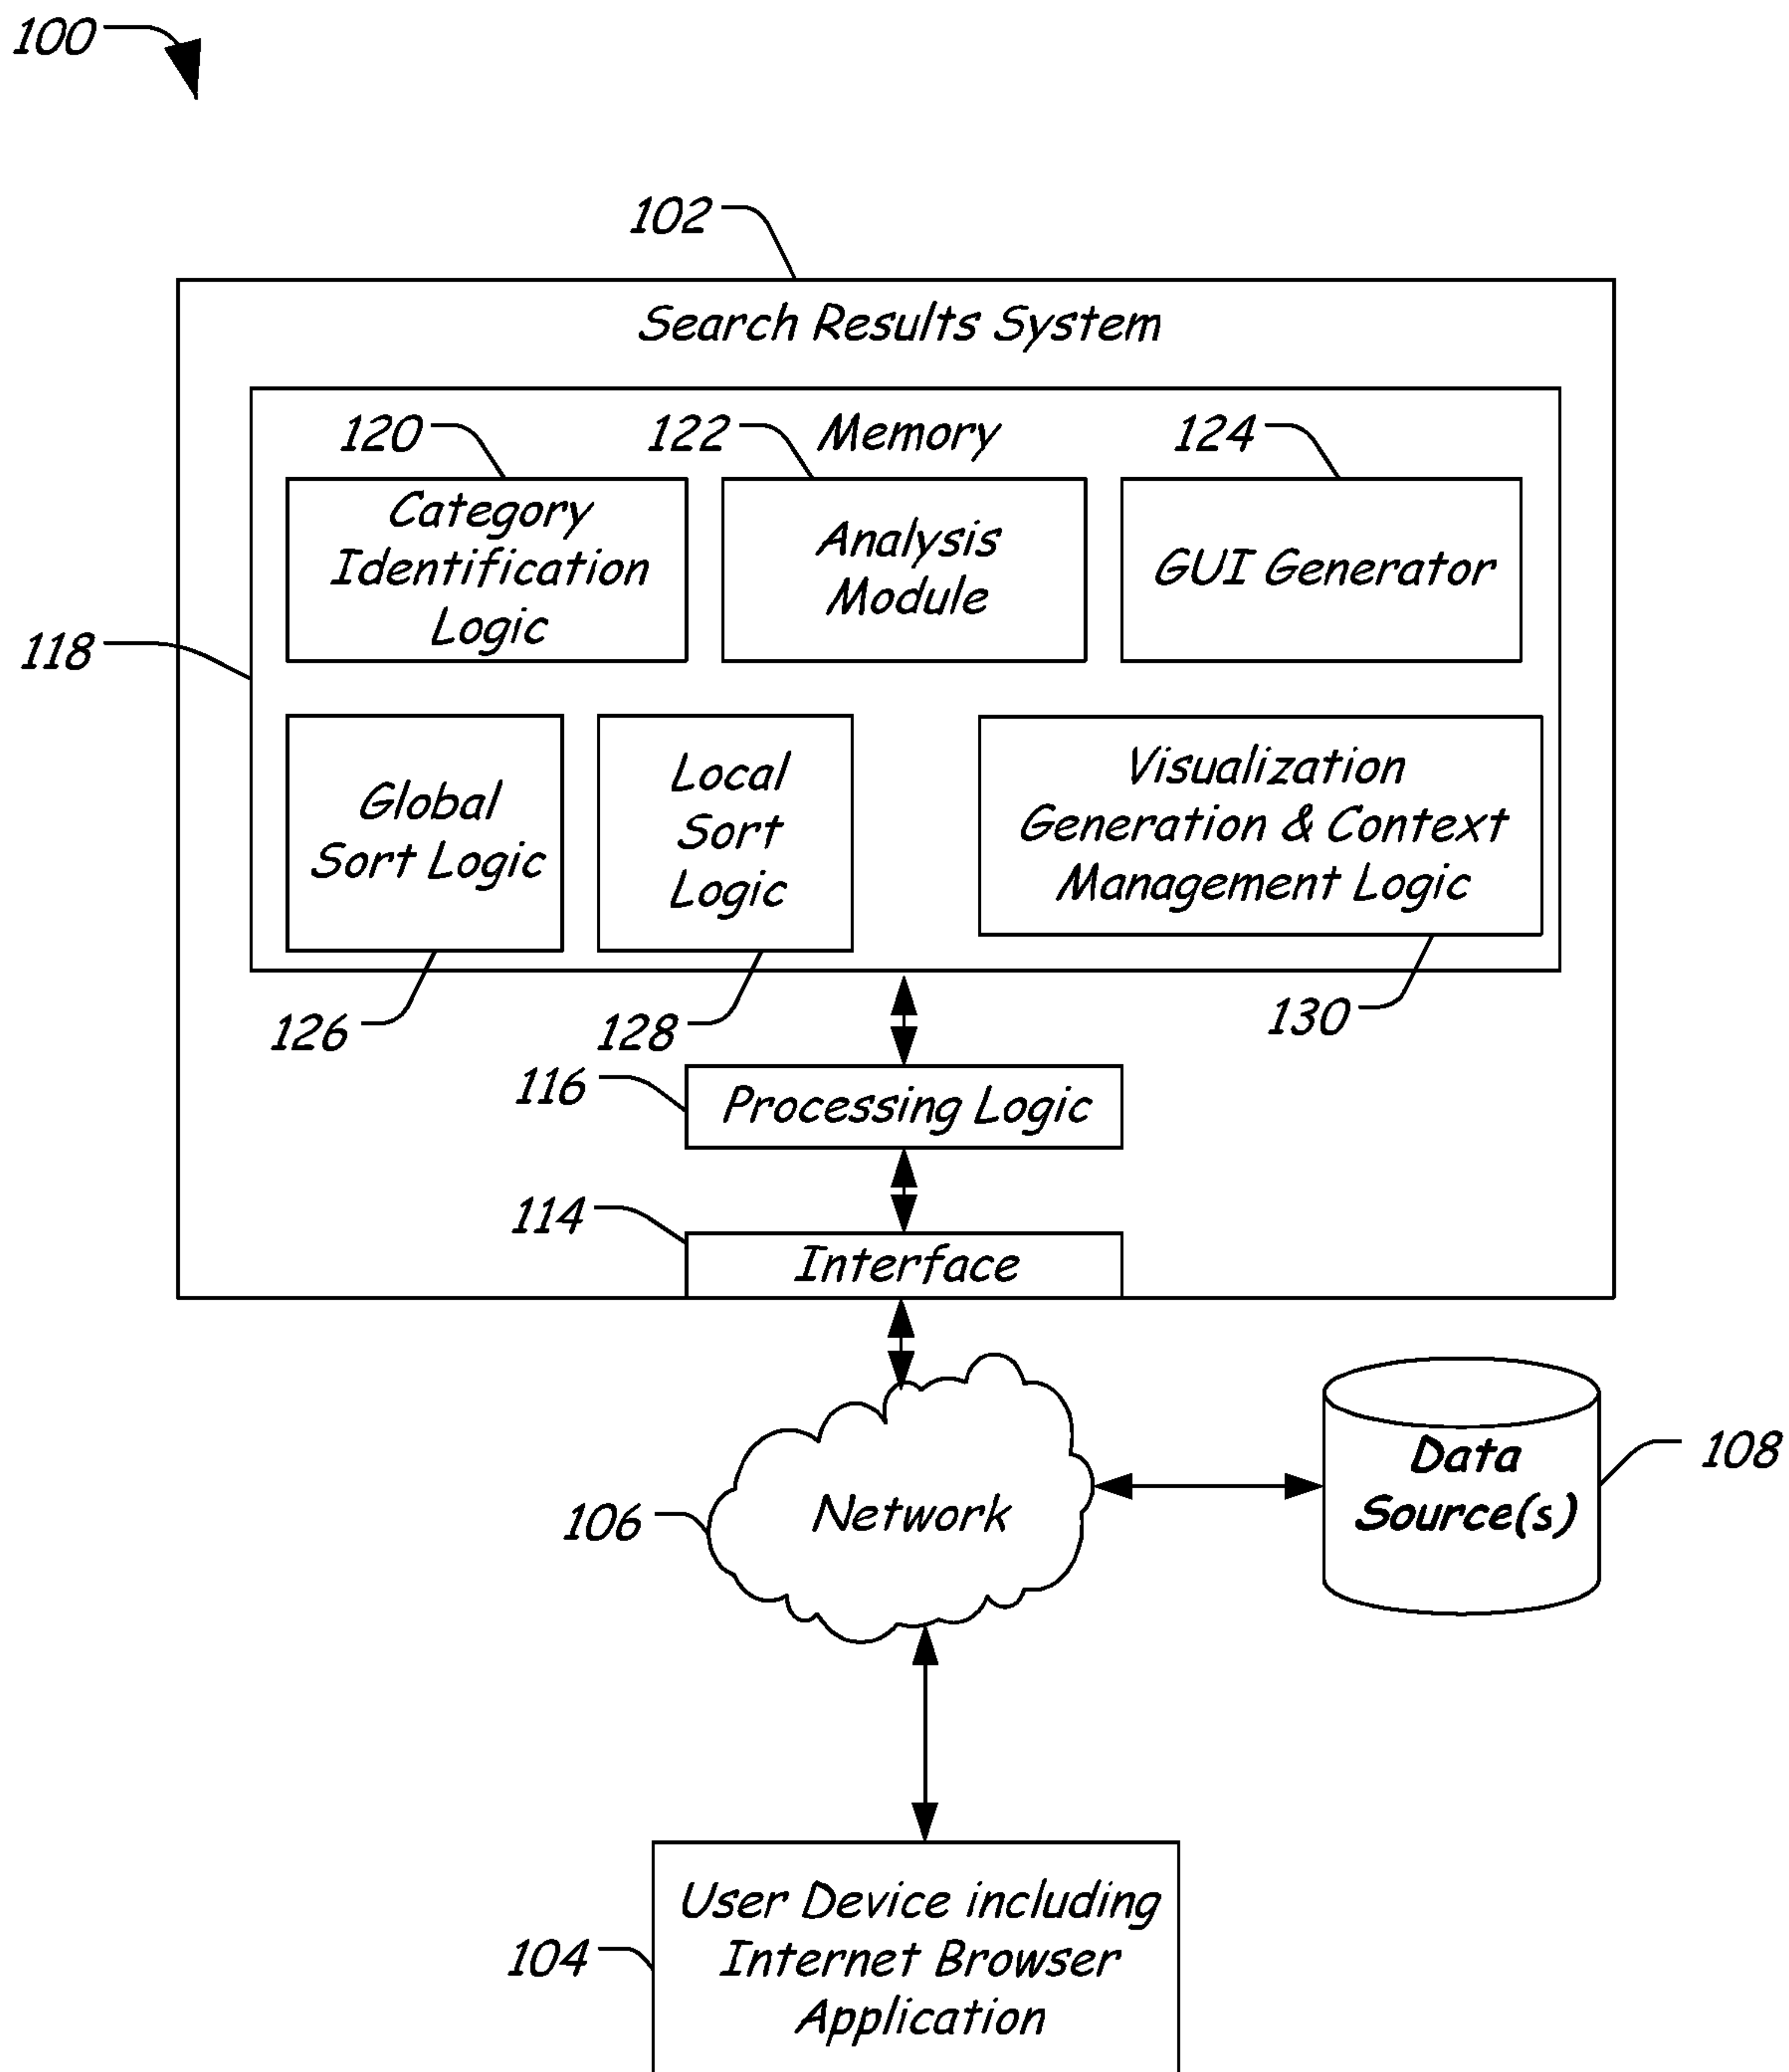 100
102
Search Results System
120
122
Memory
124
Category
Identification
Logic
Analysis
Module
GUI Generator
118
Global
Sort Logic
Local
Sort
Logic
Visualization
Generation & Context
Management Logic
126
128
130
116
Processing Logic
114
Interface
106
Network
Data
Source(s)
108
104
User Device including
Internet Browser
Application